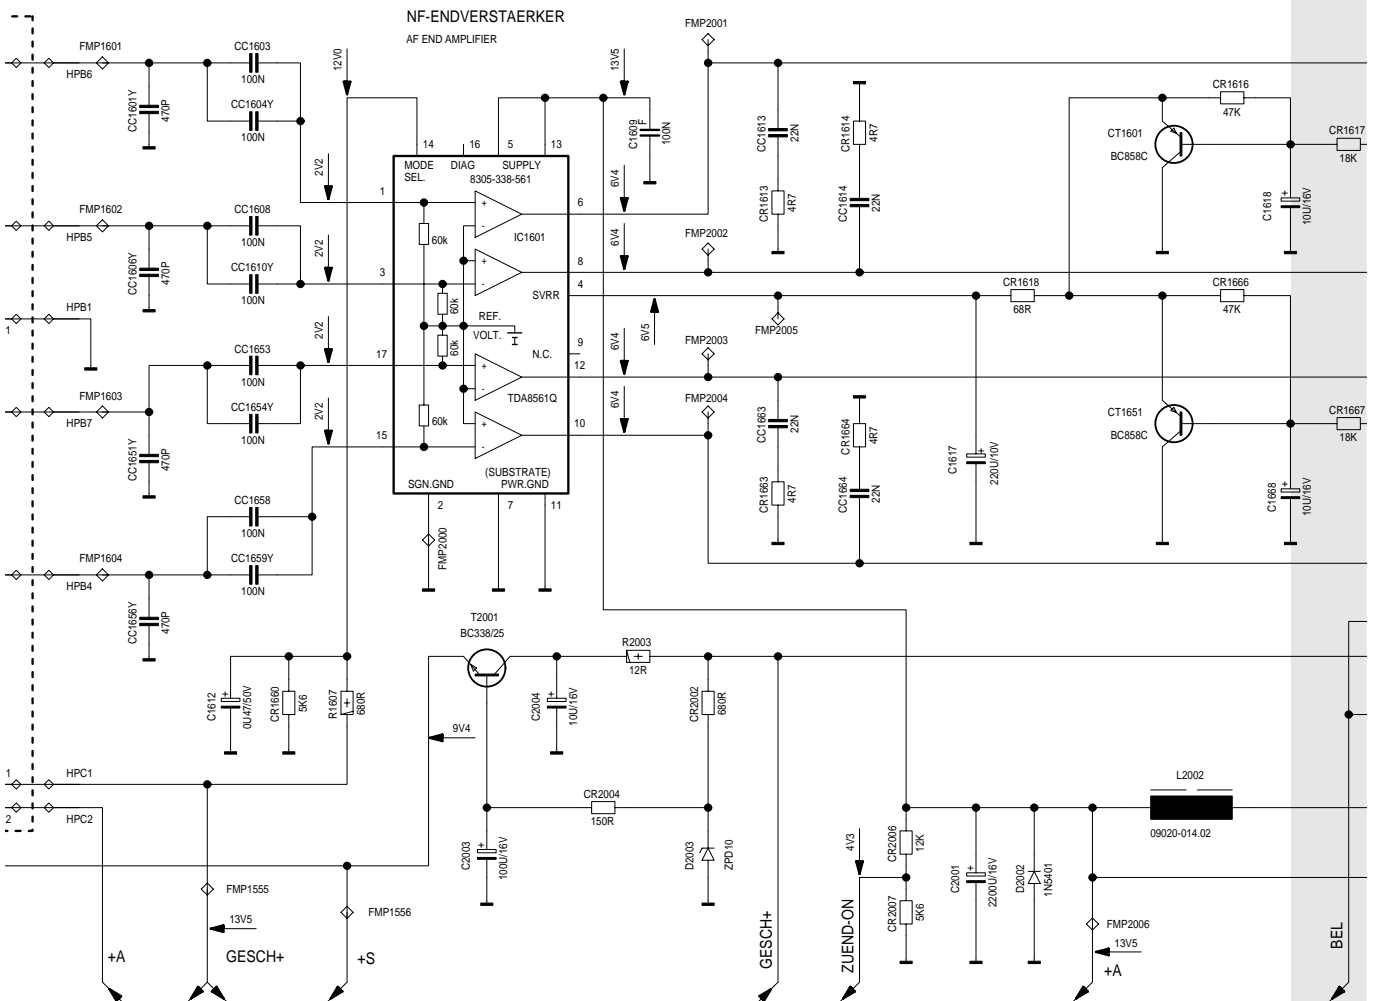 NF-ENDVERSTAERKER
AF END AMPLIFIER
FMP2001
FMP1601
HPB6
CC1603
100N
CC1604Y
100N
CC1601Y
470P
12V0
13V5
C1609
F
100N
14
16
5
13
MODE
SEL.
DIAG
SUPPLY
8305-338-561
2V2
1
6
6V4
IC1601
60k
CC1613
22N
CR1613
4R7
CR1614
4R7
CC1614
22N
CR1616
47K
CT1601
BC858C
CR1617
18K
C1618
10U/16V
FMP1602
HPB5
CC1608
100N
CC1610Y
100N
CC1606Y
470P
2V2
3
8
6V4
FMP2002
4
SVRR
6V5
FMP2005
CR1618
68R
CR1666
47K
HPB1
1
60k
REF.
VOLT.
60k
9
N.C.
2V2
17
12
6V4
FMP2003
CC1653
100N
CC1654Y
100N
FMP1603
HPB7
CC1651Y
470P
2V2
15
TDA8561Q
60k
10
6V4
FMP2004
CC1663
22N
CR1663
4R7
CR1664
4R7
CC1664
22N
C1617
220U/10V
CT1651
BC858C
CR1667
18K
C1668
10U/16V
(SUBSTRATE)
SGN.GND
PWR.GND
2
7
11
FMP2000
CC1658
100N
CC1659Y
100N
FMP1604
HPB4
CC1656Y
470P
T2001
BC338/25
R2003
12R
C1612
0U47/50V
CR1660
5K6
R1607
680R
C2004
10U/16V
CR2002
680R
9V4
1
HPC1
2
HPC2
CR2004
150R
C2003
100U/16V
D2003
ZPD10
4V3
CR2006
12K
CR2007
5K6
C2001
2200U/16V
D2002
1N5401
L2002
09020-014.02
FMP1555
13V5
FMP1556
FMP2006
13V5
+A
GESCH+
+S
GESCH+
ZUEND-ON
+A
BEL